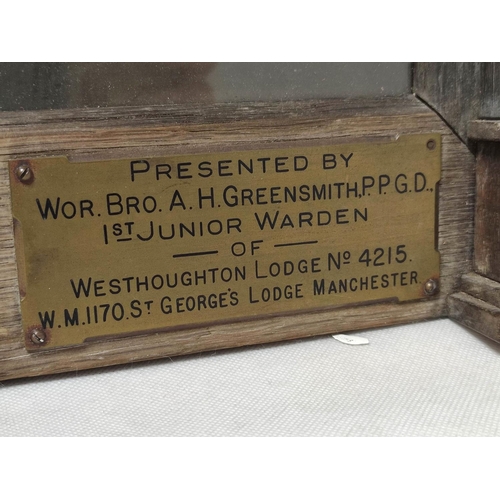 PRESENTED BY
WOR. BRO. A. H. GREENSMITH, P.P.G.D.,
1ST JUNIOR WARDEN
— OF —
WESTHOUGHTON LODGE No 4215.
W.M. 1170. ST GEORGE'S LODGE MANCHESTER.